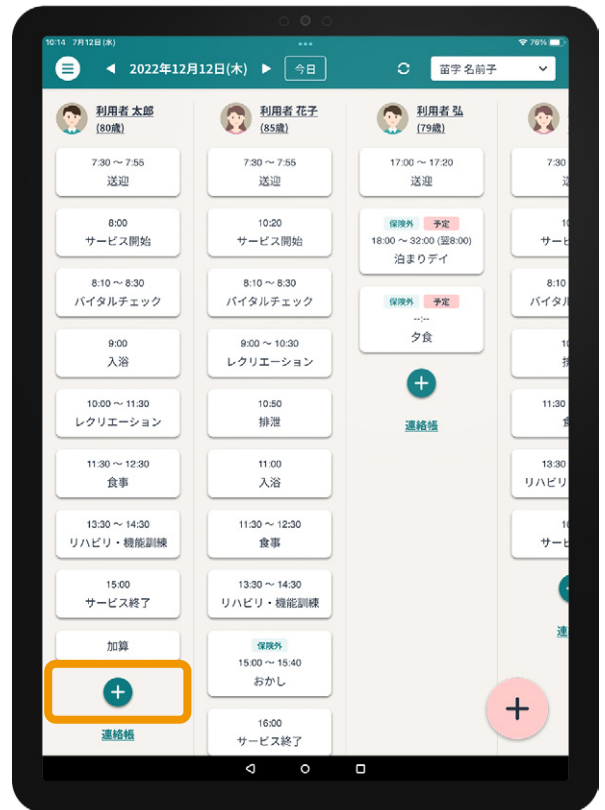 10:14 7月12日(水)
76%
2022年12月12日(木)
今日
苗字 名前子
利用者 太郎
(80歳)
7:30 ～ 7:55
送迎
8:00
サービス開始
8:10 ～ 8:30
バイタルチェック
9:00
入浴
10:00 ～ 11:30
レクリエーション
11:30 ～ 12:30
食事
13:30 ～ 14:30
リハビリ・機能訓練
15:00
サービス終了
加算
連絡帳
利用者 花子
(85歳)
7:30 ～ 7:55
送迎
10:20
サービス開始
8:10 ～ 8:30
バイタルチェック
9:00 ～ 10:30
レクリエーション
10:50
排泄
11:00
入浴
11:30 ～ 12:30
食事
13:30 ～ 14:30
リハビリ・機能訓練
保険外
15:00 ～ 15:40
おかし
16:00
サービス終了
利用者 弘
(79歳)
17:00 ～ 17:20
送迎
保険外 予定
18:00 ～ 32:00 (翌8:00)
泊まりデイ
保険外 予定
--:--
夕食
連絡帳
7:30
サー
8:10
バイタル
11:30
13:30
リハビリ
サー
連